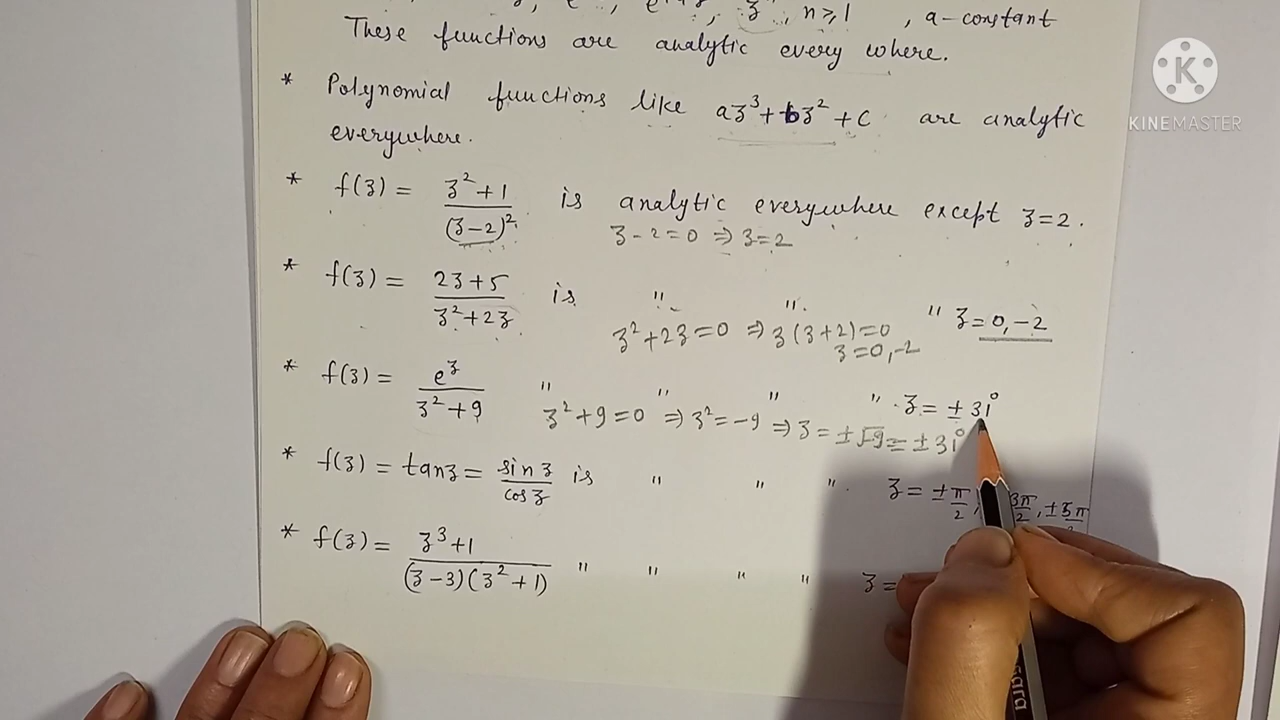 , n ≥ 1 , a - constant
These functions are analytic every where.
* Polynomial functions like az³ + bz² + c are analytic
everywhere.
* f(z) = (z² + 1)/(z - 2)² is analytic everywhere except z = 2.
z - 2 = 0 ⇒ z = 2
* f(z) = (2z + 5)/(z² + 2z) is " " " z = 0, -2
z² + 2z = 0 ⇒ z(z + 2) = 0
z = 0, -2
* f(z) = e^z/(z² + 9) " " " " z = ± 3i
z² + 9 = 0 ⇒ z² = -9 ⇒ z = ± √-9 = ± 3i
* f(z) = tan z = sin z/cos z is " " " z = ± π/2, 3π/2, ± 5π
* f(z) = (z³ + 1)/((z - 3)(z² + 1)) " " " " z =
KINEMASTER